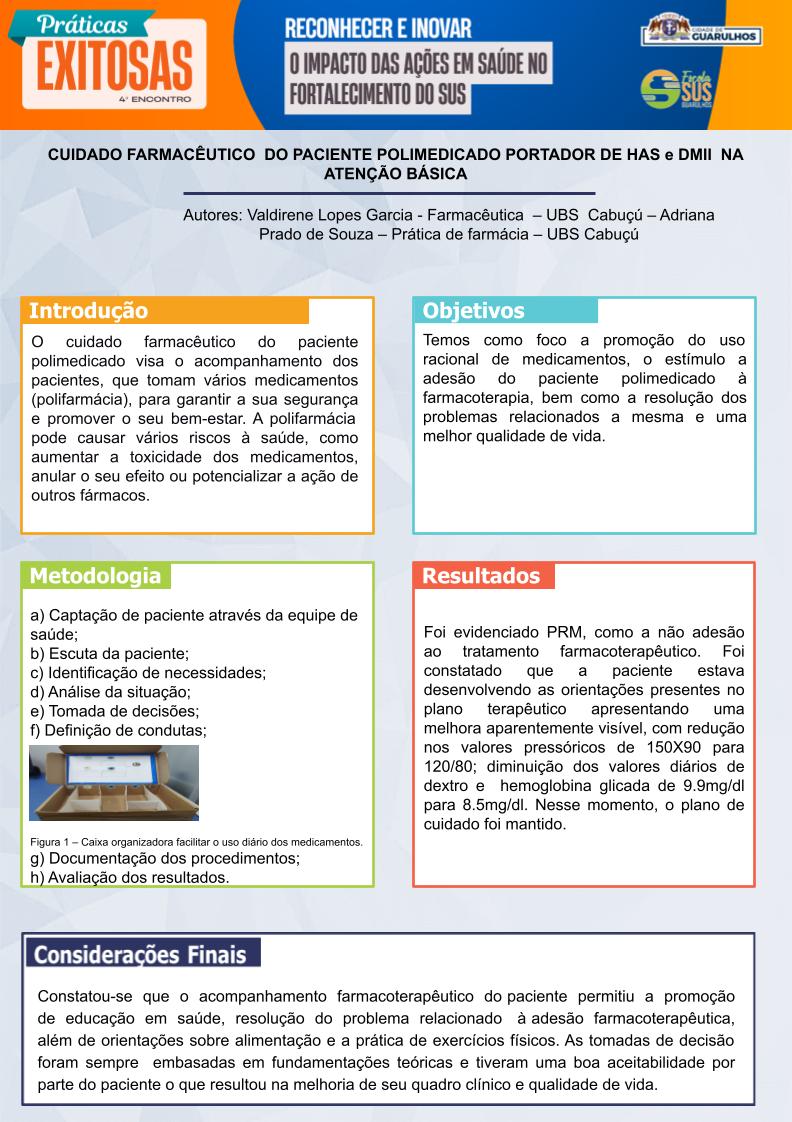 Práticas
EXITOSAS
4º ENCONTRO
RECONHECER E INOVAR
O IMPACTO DAS AÇÕES EM SAÚDE NO
FORTALECIMENTO DO SUS
CIDADE DE
GUARULHOS
Escola
SUS
GUARULHOS
CUIDADO FARMACÊUTICO DO PACIENTE POLIMEDICADO PORTADOR DE HAS e DMII NA
ATENÇÃO BÁSICA
Autores: Valdirene Lopes Garcia - Farmacêutica – UBS Cabuçú – Adriana
Prado de Souza – Prática de farmácia – UBS Cabuçú
Introdução
O cuidado farmacêutico do paciente
polimedicado visa o acompanhamento dos
pacientes, que tomam vários medicamentos
(polifarmácia), para garantir a sua segurança
e promover o seu bem-estar. A polifarmácia
pode causar vários riscos à saúde, como
aumentar a toxicidade dos medicamentos,
anular o seu efeito ou potencializar a ação de
outros fármacos.
Objetivos
Temos como foco a promoção do uso
racional de medicamentos, o estímulo a
adesão do paciente polimedicado à
farmacoterapia, bem como a resolução dos
problemas relacionados a mesma e uma
melhor qualidade de vida.
Metodologia
a) Captação de paciente através da equipe de
saúde;
b) Escuta da paciente;
c) Identificação de necessidades;
d) Análise da situação;
e) Tomada de decisões;
f) Definição de condutas;
Figura 1 – Caixa organizadora facilitar o uso diário dos medicamentos.
g) Documentação dos procedimentos;
h) Avaliação dos resultados.
Resultados
Foi evidenciado PRM, como a não adesão
ao tratamento farmacoterapêutico. Foi
constatado que a paciente estava
desenvolvendo as orientações presentes no
plano terapêutico apresentando uma
melhora aparentemente visível, com redução
nos valores pressóricos de 150X90 para
120/80; diminuição dos valores diários de
dextro e hemoglobina glicada de 9.9mg/dl
para 8.5mg/dl. Nesse momento, o plano de
cuidado foi mantido.
Considerações Finais
Constatou-se que o acompanhamento farmacoterapêutico do paciente permitiu a promoção
de educação em saúde, resolução do problema relacionado à adesão farmacoterapêutica,
além de orientações sobre alimentação e a prática de exercícios físicos. As tomadas de decisão
foram sempre embasadas em fundamentações teóricas e tiveram uma boa aceitabilidade por
parte do paciente o que resultou na melhoria de seu quadro clínico e qualidade de vida.